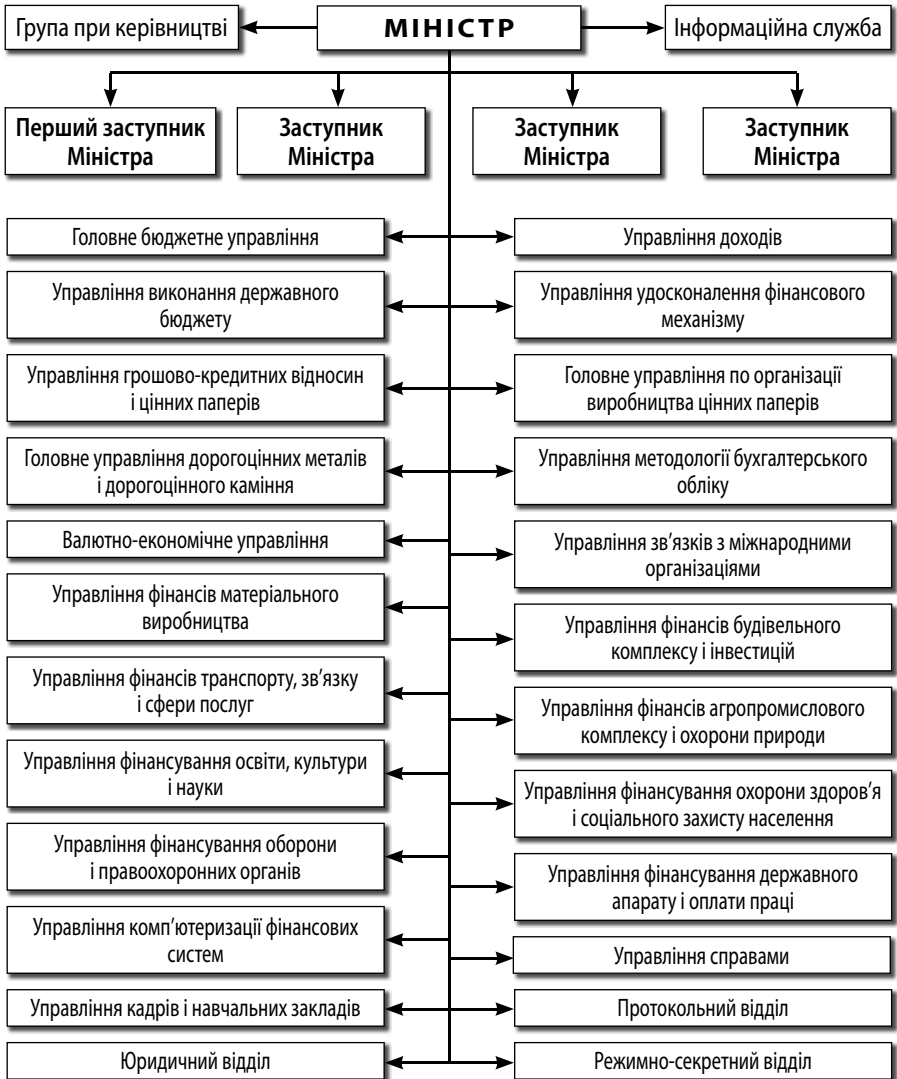 Група при керівництві
МІНІСТР
Інформаційна служба
Перший заступник
Міністра
Заступник
Міністра
Заступник
Міністра
Заступник
Міністра
Головне бюджетне управління
Управління доходів
Управління виконання державного
бюджету
Управління удосконалення фінансового
механізму
Управління грошово-кредитних відносин
і цінних паперів
Головне управління по організації
виробництва цінних паперів
Головне управління дорогоцінних металів
і дорогоцінного каміння
Управління методології бухгалтерського
обліку
Валютно-економічне управління
Управління зв'язків з міжнародними
організаціями
Управління фінансів матеріального
виробництва
Управління фінансів будівельного
комплексу і інвестицій
Управління фінансів транспорту, зв'язку
і сфери послуг
Управління фінансів агропромислового
комплексу і охорони природи
Управління фінансування освіти, культури
і науки
Управління фінансування охорони здоров'я
і соціального захисту населення
Управління фінансування оборони
і правоохоронних органів
Управління фінансування державного
апарату і оплати праці
Управління комп'ютеризації фінансових
систем
Управління справами
Управління кадрів і навчальних закладів
Протокольний відділ
Юридичний відділ
Режимно-секретний відділ